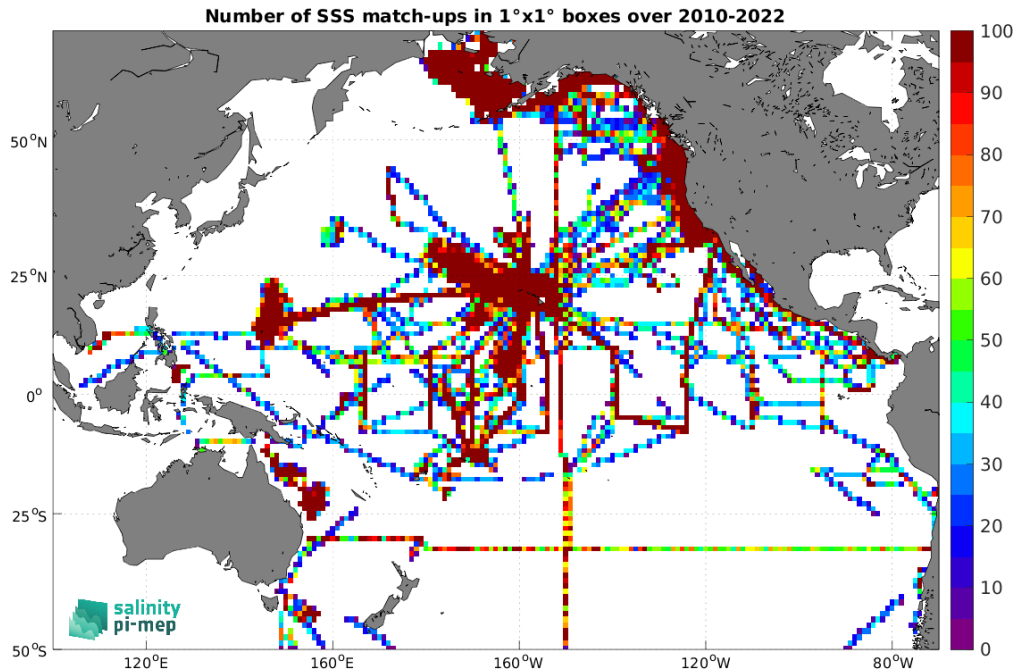 Number of SSS match-ups in 1°x1° boxes over 2010-2022
50°N
25°N
0°
25°S
50°S
120°E
160°E
160°W
120°W
80°W
100
90
80
70
60
50
40
30
20
10
0
salinity
pi-mep